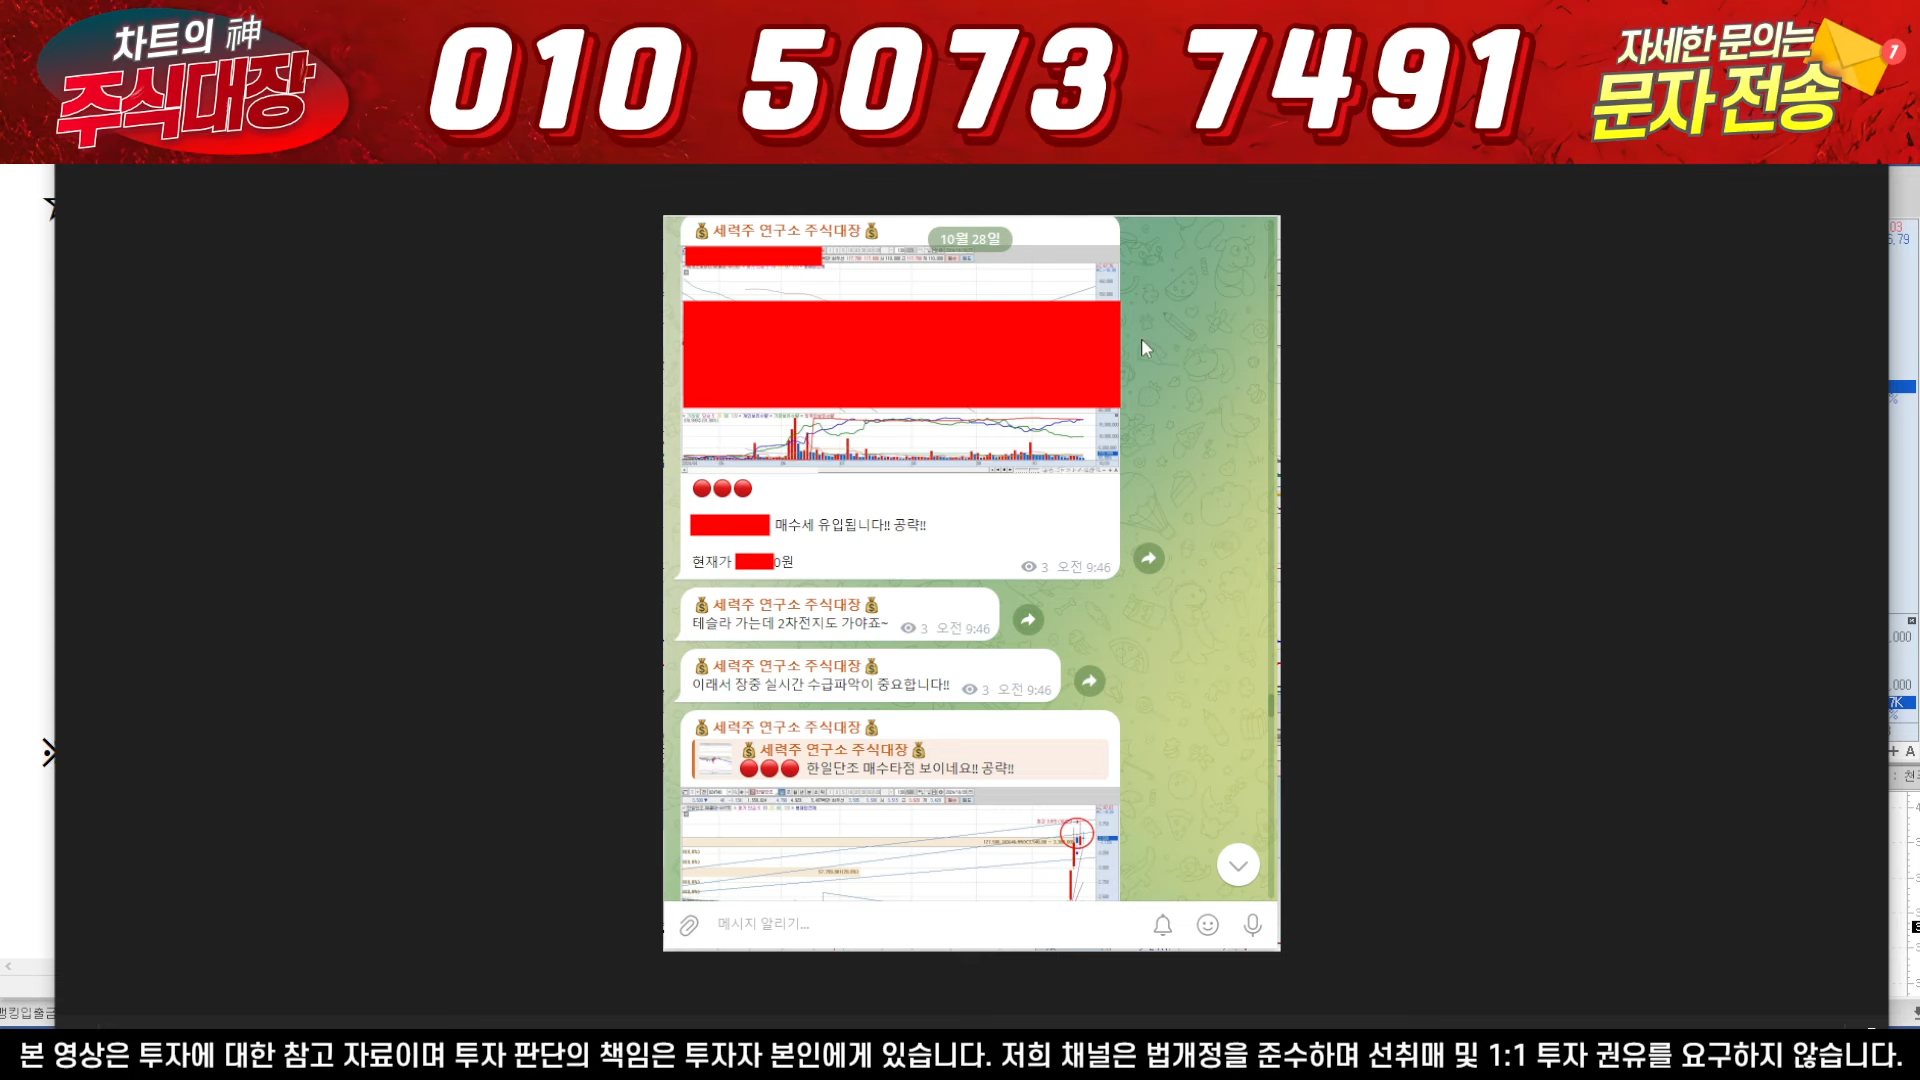 차트의 神
주식대장
010 5073 7491
자세한 문의는
문자 전송
1
💰 세력주 연구소 주식대장 💰
10월 28일
🔴🔴🔴
매수세 유입됩니다!! 공략!!
현재가 0원
3 오전 9:46
💰 세력주 연구소 주식대장 💰
테슬라 가는데 2차전지도 가야죠~ 3 오전 9:46
💰 세력주 연구소 주식대장 💰
이래서 장중 실시간 수급파악이 중요합니다!! 3 오전 9:46
💰 세력주 연구소 주식대장 💰
💰 세력주 연구소 주식대장 💰
🔴🔴🔴 한일단조 매수타점 보이네요!! 공략!!
메시지 알리기...
본 영상은 투자에 대한 참고 자료이며 투자 판단의 책임은 투자자 본인에게 있습니다. 저희 채널은 법개정을 준수하며 선취매 및 1:1 투자 권유를 요구하지 않습니다.